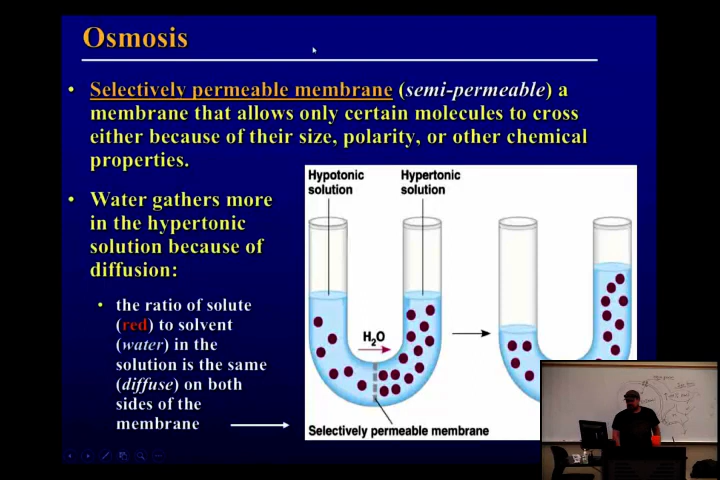 Osmosis
• Selectively permeable membrane (semi-permeable) a
membrane that allows only certain molecules to cross
either because of their size, polarity, or other chemical
properties.
• Water gathers more
in the hypertonic
solution because of
diffusion:
• the ratio of solute
(red) to solvent
(water) in the
solution is the same
(diffuse) on both
sides of the
membrane
Hypotonic
solution
Hypertonic
solution
H2O
Selectively permeable membrane